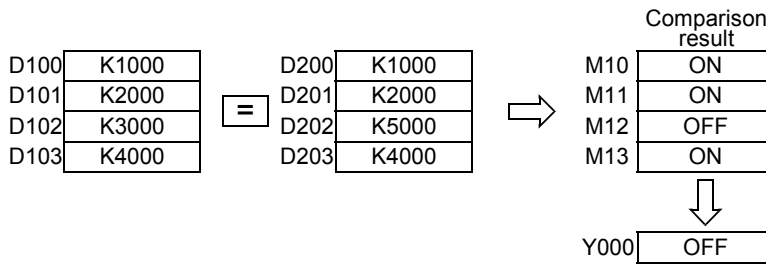 Comparison
result
D100 K1000 D200 K1000 M10 ON
D101 K2000 = D201 K2000 M11 ON
D102 K3000 D202 K5000 M12 OFF
D103 K4000 D203 K4000 M13 ON
Y000 OFF